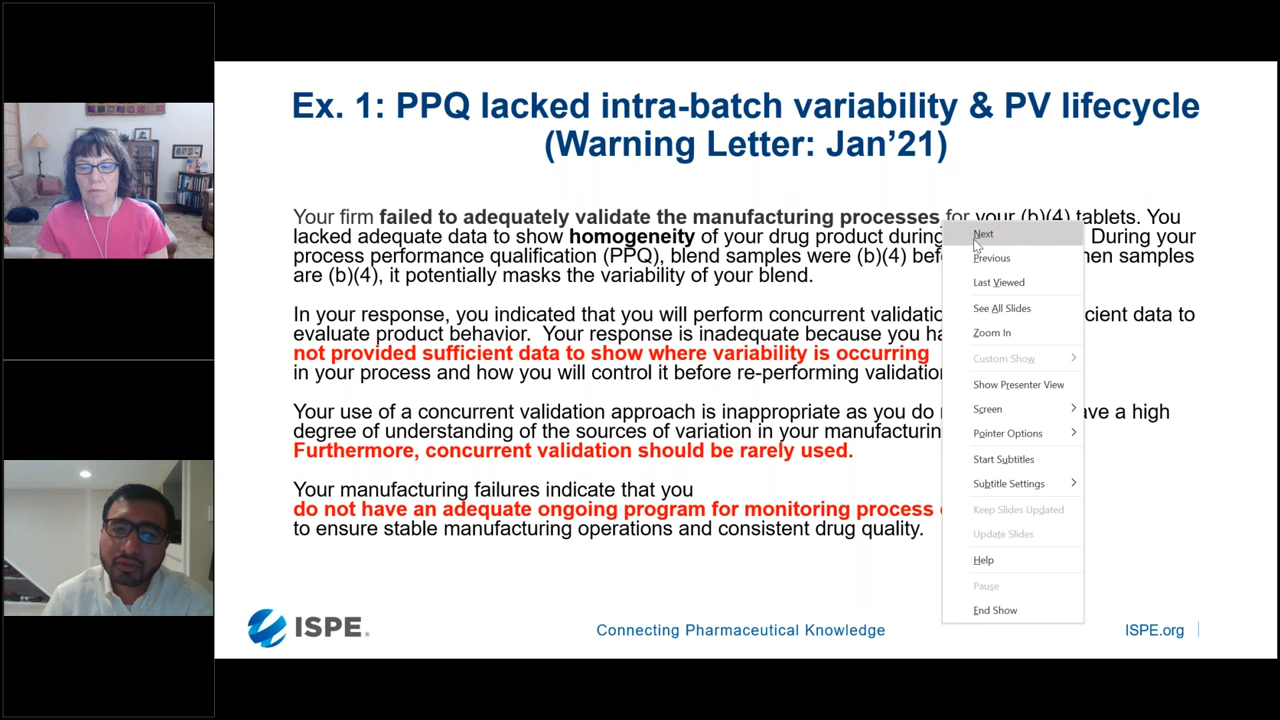 Ex. 1: PPQ lacked intra-batch variability & PV lifecycle
(Warning Letter: Jan’21)
Your firm failed to adequately validate the manufacturing processes for your (b)(4) tablets. You
lacked adequate data to show homogeneity of your drug product during During your
process performance qualification (PPQ), blend samples were (b)(4) samples
are (b)(4), it potentially masks the variability of your blend.
In your response, you indicated that you will perform concurrent data to
evaluate product behavior. Your response is inadequate because you
not provided sufficient data to show where variability is occurring
in your process and how you will control it before re-performing
Your use of a concurrent validation approach is inappropriate as you do a high
degree of understanding of the sources of variation in your
Furthermore, concurrent validation should be rarely used.
Your manufacturing failures indicate that you
do not have an adequate ongoing program for monitoring process
to ensure stable manufacturing operations and consistent drug quality.
Next
Previous
Last Viewed
See All Slides
Zoom In
Custom Show
Show Presenter View
Screen
Pointer Options
Start Subtitles
Subtitle Settings
Keep Slides Updated
Update Slides
Help
Pause
End Show
ISPE®
Connecting Pharmaceutical Knowledge
ISPE.org